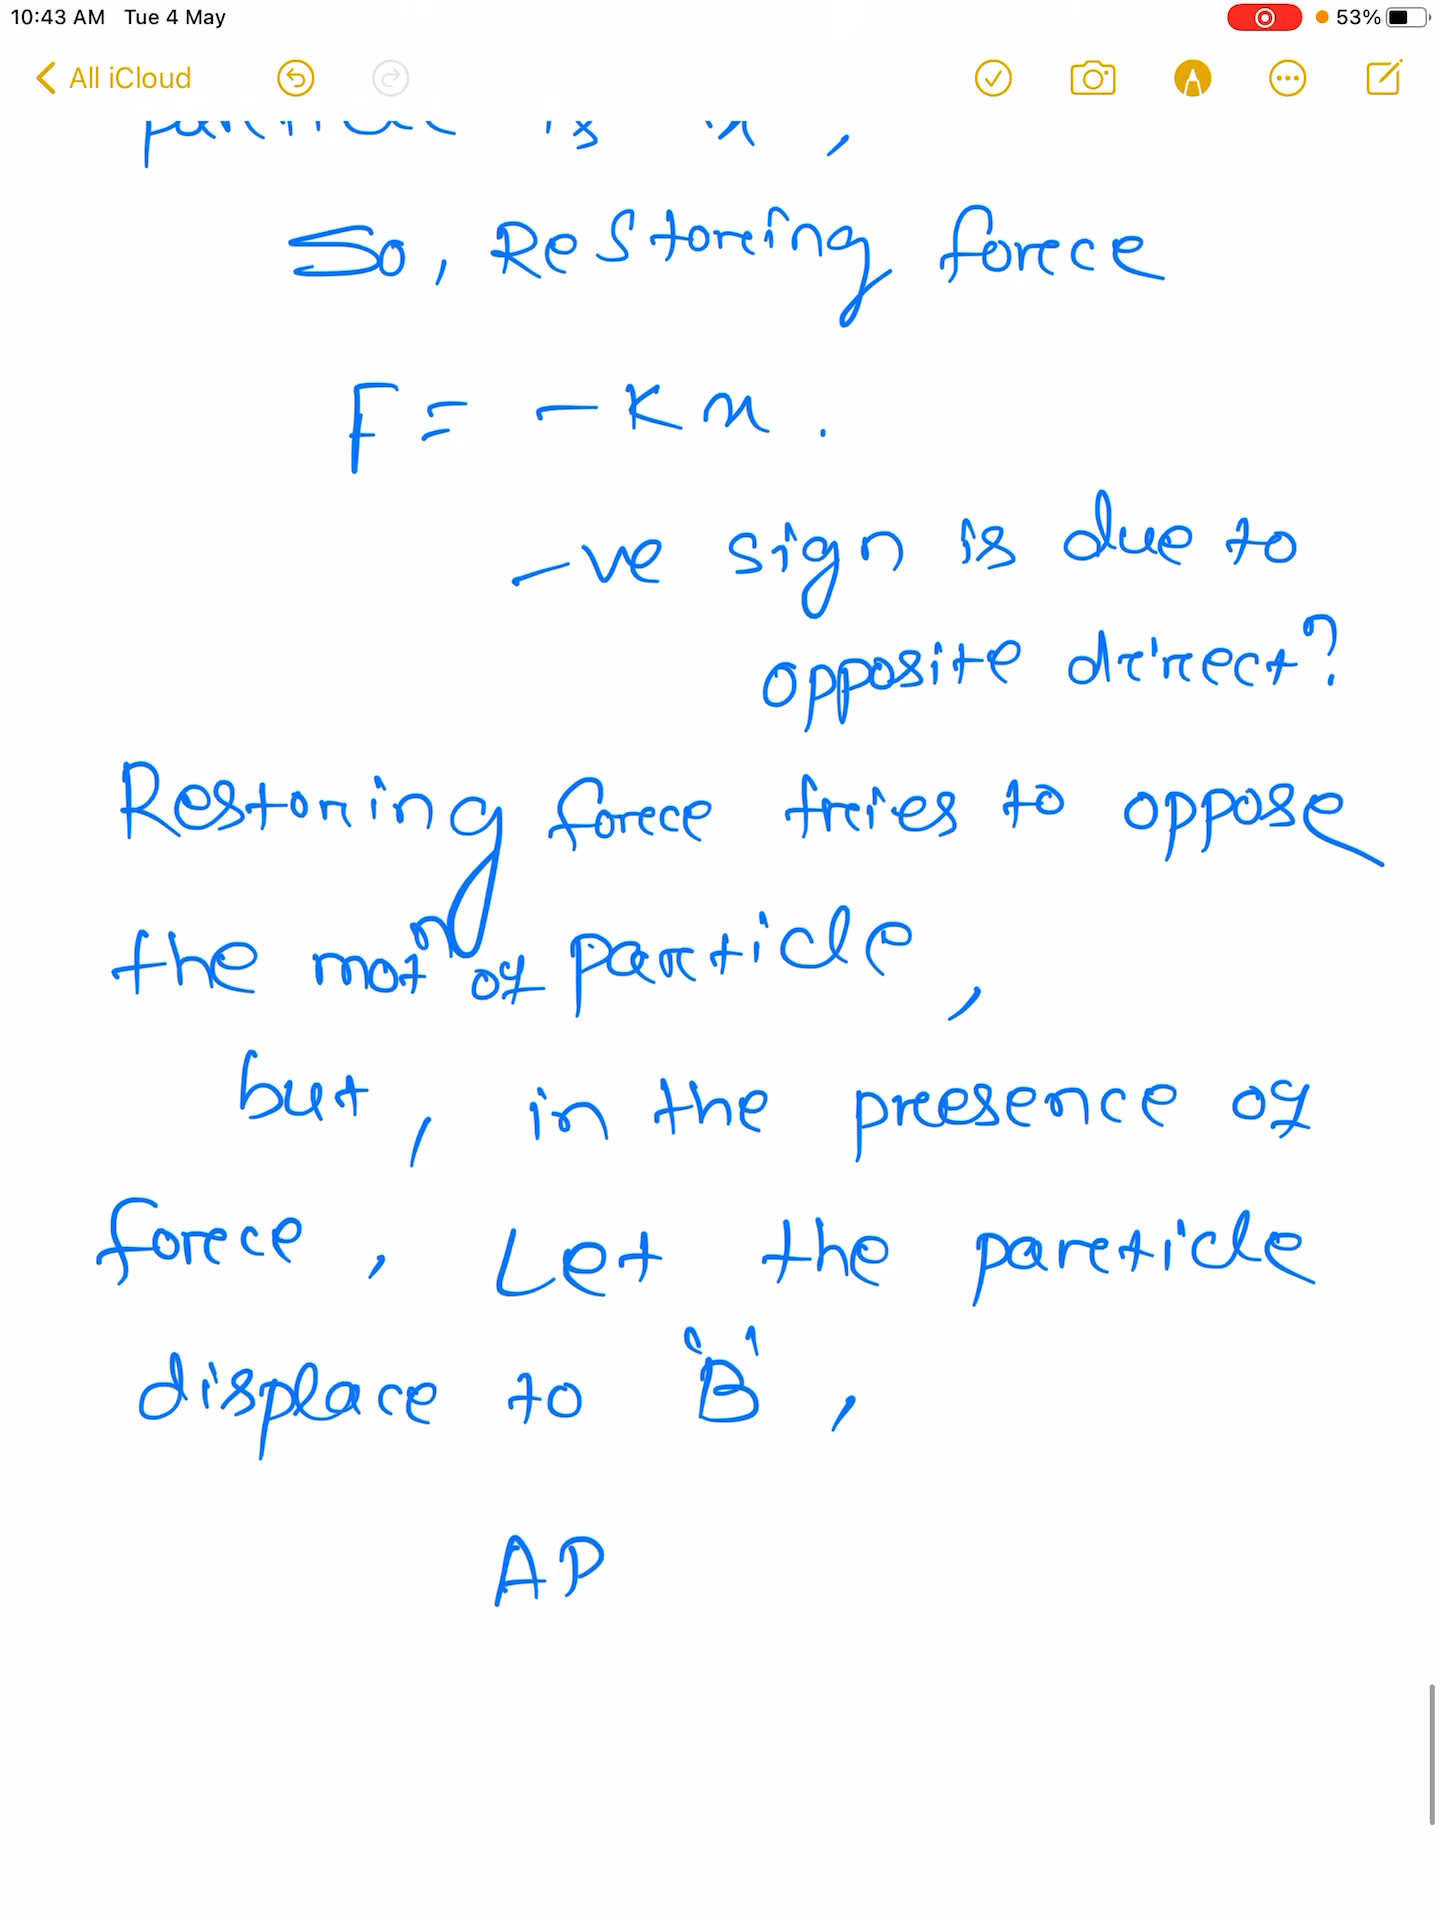 10:43 AM Tue 4 May 53%
All iCloud
is 'x',
So, Restoring force
F = - K x .
-ve sign is due to
opposite direct?
Restoring force tries to oppose
the motⁿ of particle,
but, in the presence of
force, Let the particle
displace to 'B',
AP